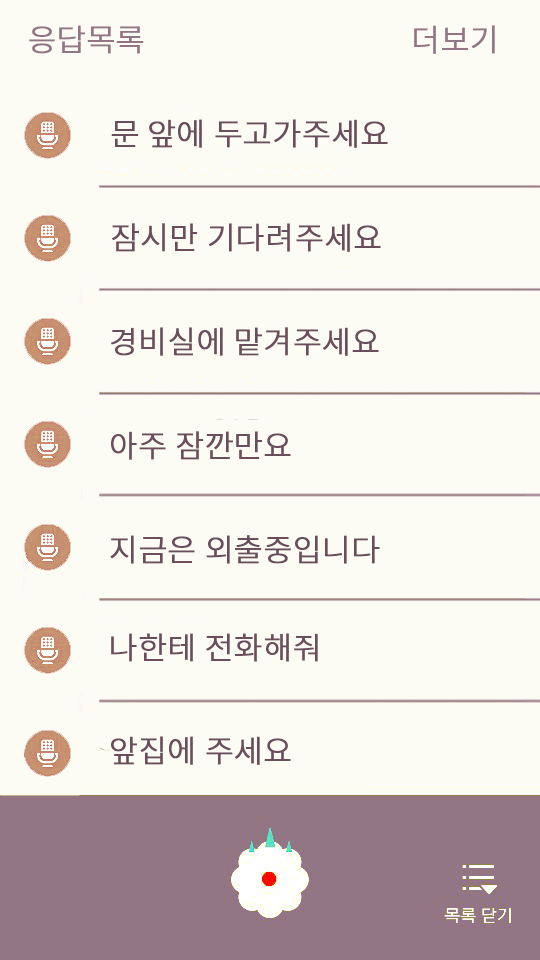 응답목록 더보기
문 앞에 두고가주세요
잠시만 기다려주세요
경비실에 맡겨주세요
아주 잠깐만요
지금은 외출중입니다
나한테 전화해줘
앞집에 주세요
목록 닫기